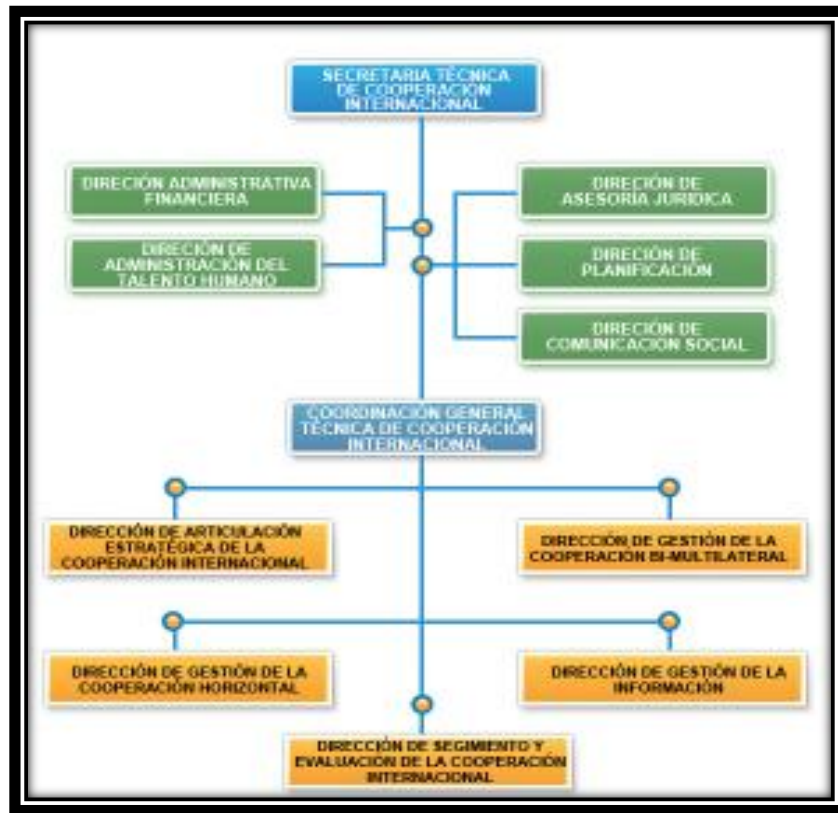 SECRETARIA TÉCNICA
DE COOPERACIÓN
INTERNACIONAL
DIRECIÓN ADMINISTRATIVA
FINANCIERA
DIRECIÓN DE
ADMINISTRACIÓN DEL
TALENTO HUMANO
DIRECIÓN DE
ASESORÍA JURIDICA
DIRECIÓN DE
PLANIFICACIÓN
DIRECIÓN DE
COMUNICACIÓN SOCIAL
COORDINACIÓN GENERAL
TÉCNICA DE COOPERACIÓN
INTERNACIONAL
DIRECCIÓN DE ARTICULACIÓN
ESTRATÉGICA DE LA
COOPERACIÓN INTERNACIONAL
DIRECCIÓN DE GESTIÓN DE LA
COOPERACIÓN BI-MULTILATERAL
DIRECCIÓN DE GESTIÓN DE LA
COOPERACIÓN HORIZONTAL
DIRECCIÓN DE GESTIÓN DE LA
INFORMACIÓN
DIRECCIÓN DE SEGIMIENTO Y
EVALUACIÓN DE LA COOPERACIÓN
INTERNACIONAL